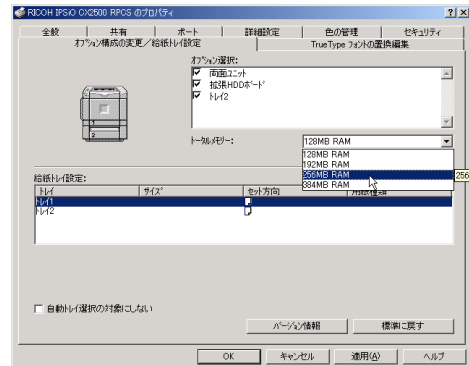 RICOH IPSiO CX2500 RPCS のプロパティ
全般 共有 ポート 詳細設定 色の管理 セキュリティ
オプション構成の変更／給紙トレイ設定 TrueType フォントの置換編集
オプション選択:
両面ユニット
拡張HDDボード
トレイ2
1
2
トータルメモリー:
128MB RAM
128MB RAM
192MB RAM
256MB RAM
256
384MB RAM
給紙トレイ設定:
トレイ サイズ セット方向 用紙種類
トレイ1
トレイ2
自動トレイ選択の対象にしない
バージョン情報 標準に戻す
OK キャンセル 適用(A) ヘルプ